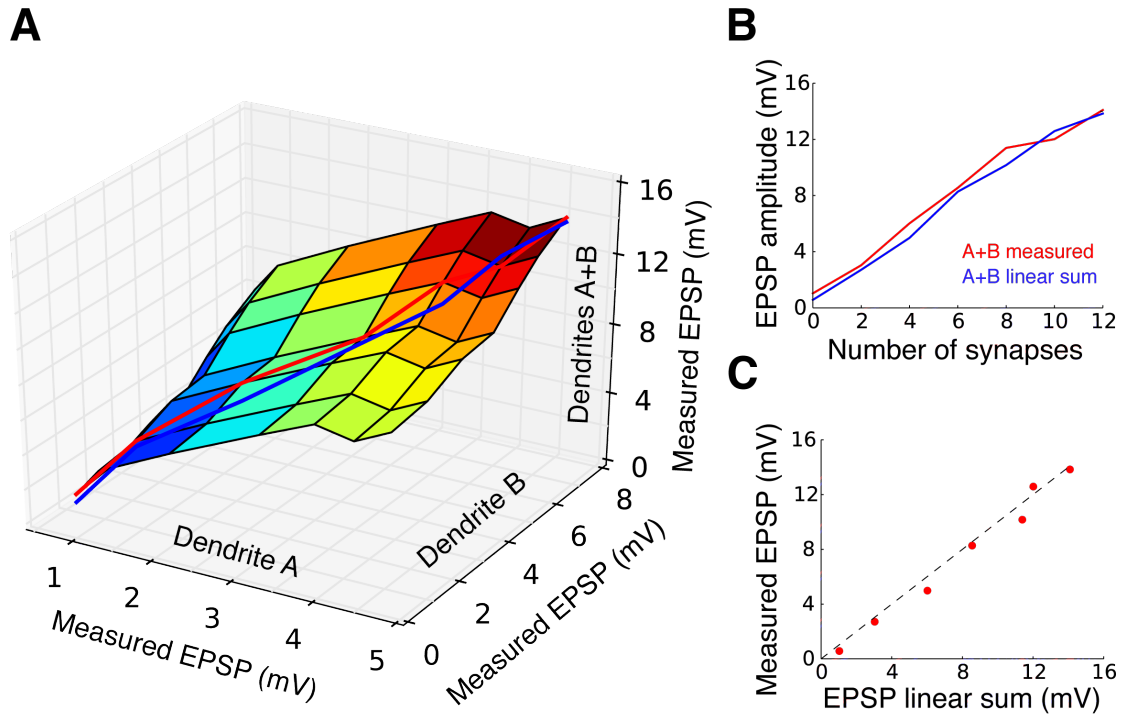 A
16
12
8
4
0
Measured EPSP (mV)
Dendrites A+B
Dendrite A
Dendrite B
1
2
3
4
5
Measured EPSP (mV)
0
2
4
6
8
Measured EPSP (mV)
B
EPSP amplitude (mV)
16
12
8
4
0
A+B measured
A+B linear sum
0 2 4 6 8 10 12
Number of synapses
C
Measured EPSP (mV)
16
12
8
4
0
0 4 8 12 16
EPSP linear sum (mV)